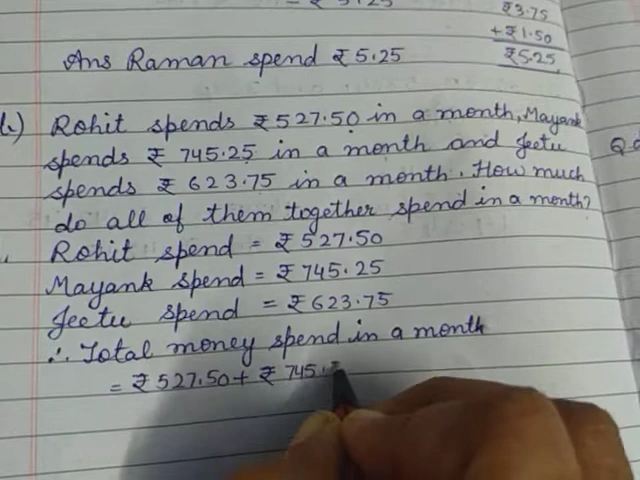 = ₹ 5.25
₹3.75
+ ₹1.50
₹5.25
Ans Raman spend ₹5.25
b) Rohit spends ₹527.50 in a month, Mayank
spends ₹ 745.25 in a month and Jeetu
spends ₹ 623.75 in a month. How much
do all of them together spend in a month?
Rohit spend = ₹527.50
Mayank spend = ₹745.25
Jeetu spend = ₹623.75
∴ Total money spend in a month
= ₹527.50 + ₹ 745.